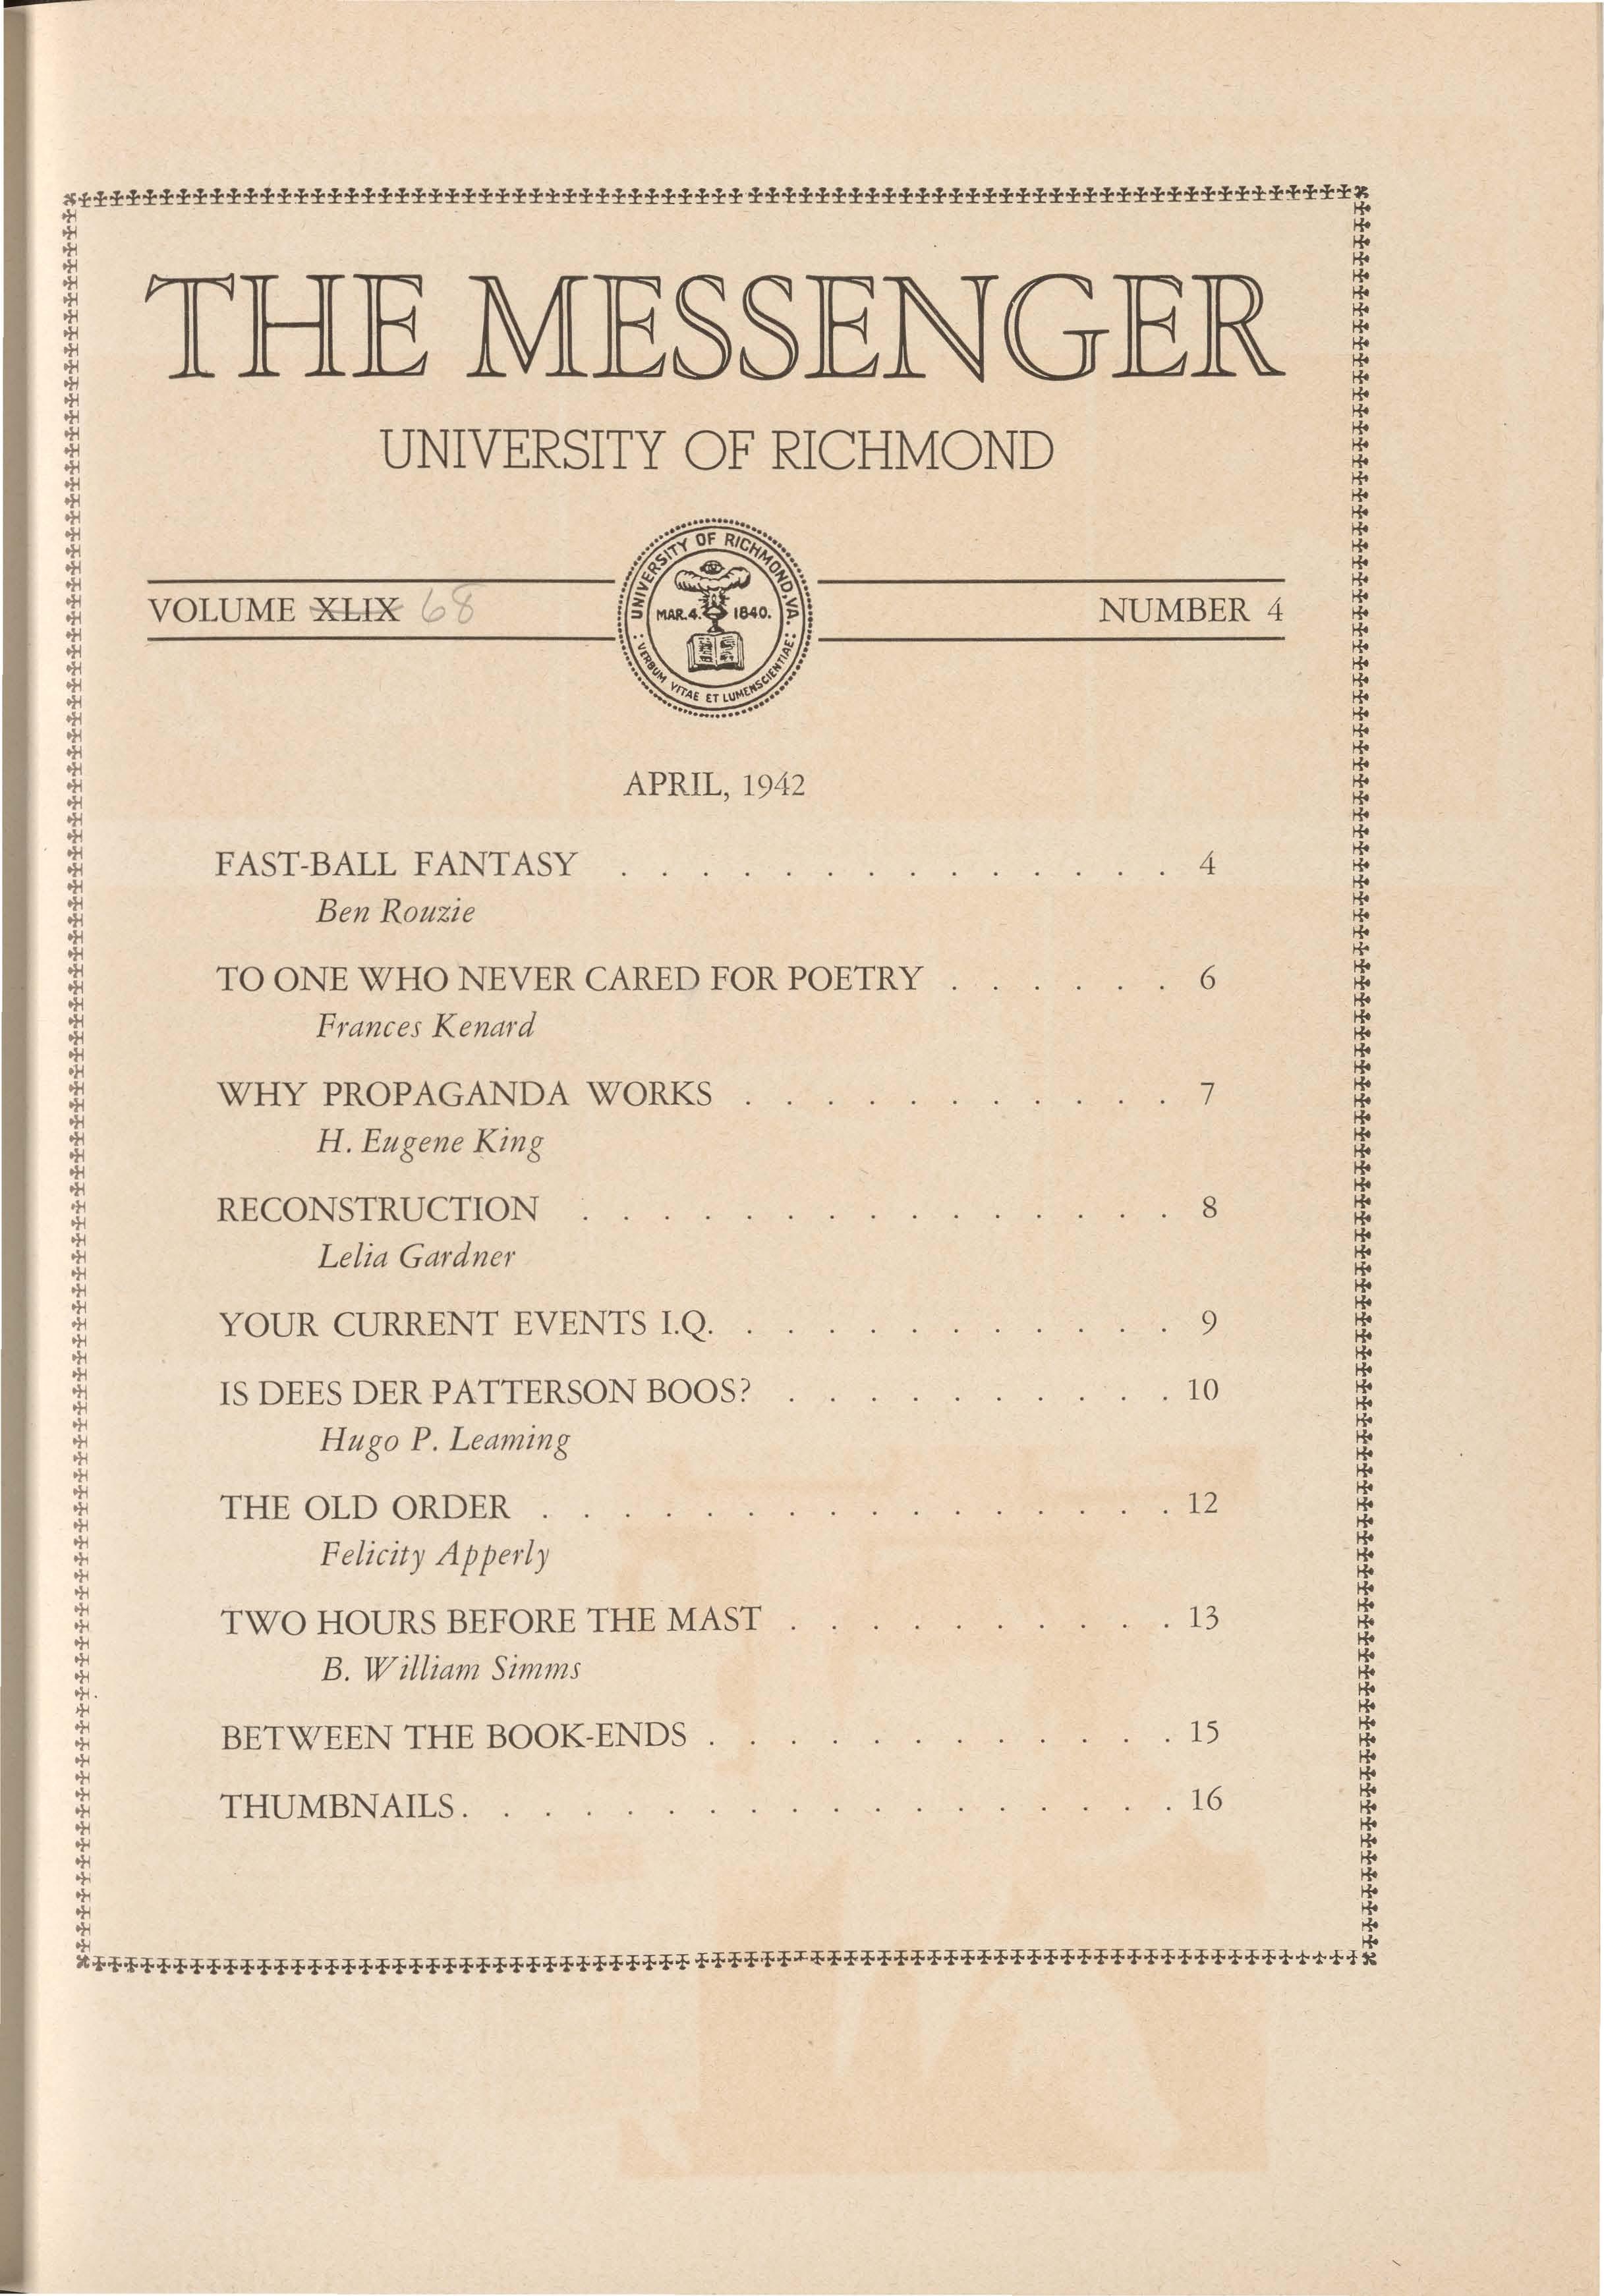 THE MESSENGER
UNIVERSITY OF RICHMOND
UNIVERSITY OF RICHMOND, VA.
MAR. 4. 1840.
: VERBUM VITAE ET LUMEN SCIENTIAE :
VOLUME XLIX 68
NUMBER 4
APRIL, 1942
FAST-BALL FANTASY . . . . . . . . . . . . . . 4
Ben Rouzie
TO ONE WHO NEVER CARED FOR POETRY . . . . . . 6
Frances Kenard
WHY PROPAGANDA WORKS . . . . . . . . . . . 7
H. Eugene King
RECONSTRUCTION . . . . . . . . . . . . . . . 8
Lelia Gardner
YOUR CURRENT EVENTS I.Q. . . . . . . . . . . . 9
IS DEES DER PATTERSON BOOS? . . . . . . . . . . 10
Hugo P. Leaming
THE OLD ORDER . . . . . . . . . . . . . . . . 12
Felicity Apperly
TWO HOURS BEFORE THE MAST . . . . . . . . . . 13
B. William Simms
BETWEEN THE BOOK-ENDS . . . . . . . . . . . . 15
THUMBNAILS . . . . . . . . . . . . . . . . . . 16